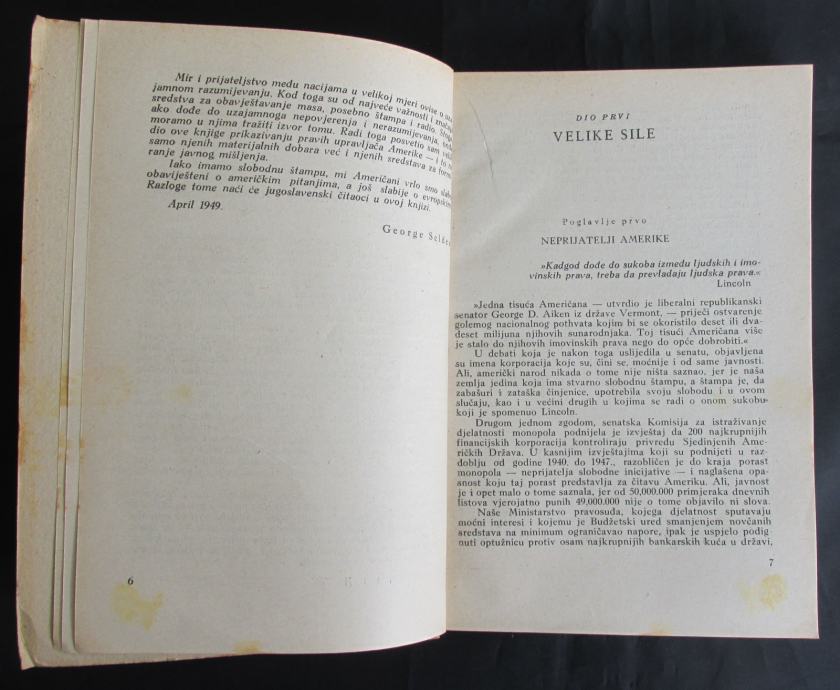 Mir i prijateljstvo među nacijama u velikoj mjeri ovise o
jamnom razumijevanju. Kod toga su od najveće važnosti i
sredstva za obavještavanje masa, posebno štampa i radio.
ako dođe do uzajamnoga nepovjerenja i nerazumijevanja,
moramo u njima tražiti izvor tomu. Radi toga posvetio sam
dio ove knjige prikazivanju pravih upravljača Amerike — i to
samo njenih materijalnih dobara već i njenih sredstava za
ranje javnog mišljenja.
Iako imamo slobodnu štampu, mi Amerićani vrlo smo
obaviješteni o američkim pitanjima, a još slabije o evropskim
Razloge tome naći će jugoslavenski čitaoci u ovoj knjizi.
April 1949.
George
6
DIO PRVI
VELIKE SILE
Poglavlje prvo
NEPRIJATELJI AMERIKE
»Kadgod dođe do sukoba između ljudskih i imo-
vinskih prava, treba da prevladaju ljudska prava.«
Lincoln
»Jedna tisuća Američana — utvrdio je liberalni republikanski
senator George D. Aiken iz države Vermont, — priječi ostvarenje
golemog nacionalnog pothvata kojim bi se okoristilo deset ili dva-
deset milijuna njihovih sunarodnjaka. Toj tisući Američana više
je stalo do njihovih imovinskih prava nego do opće dobrobiti.«
U debati koja je nakon toga uslijedila u senatu, objavljena
su imena korporacija koje su, čini se, moćnije i od same javnosti.
Ali, američki narod nikada o tome nije ništa saznao, jer je naša
zemlja jedina koja ima stvarno slobodnu štampu, a štampa je, da
zabašuri i zataška činjenice, upotrebila svoju slobodu i u ovom
slučaju, kao i u većini drugih u kojima se radi o onom sukobu
koji je spomenuo Lincoln.
Drugom jednom zgodom, senatska Komisija za istraživanje
djelatnosti monopola podnijela je izvještaj da 200 najkrupnijih
financijskih korporacija kontroliraju privredu Sjedinjenih Ame-
ričkih Država. U kasnijim izvještajima koji su podnijeti u raz-
doblju od godine 1940. do 1947., razobličen je do kraja porast
monopola — neprijatelja slobodne inicijative — i naglašena opa-
snost koju taj porast predstavlja za čitavu Ameriku. Ali, javnost
je i opet malo o tome saznala, jer od 50,000.000 primjeraka dnevnih
listova vjerojatno punih 49,000.000 nije o tome objavilo ni slova.
Naše Ministarstvo pravosuđa, kojega djelatnost sputavaju
moćni interesi i kojemu je Budžetski ured smanjenjem novčanih
sredstava na minimum ograničavao napore, ipak je uspjelo podig
nuti optužnicu protiv osam najkrupnijih bankarskih kuća u državi,
7